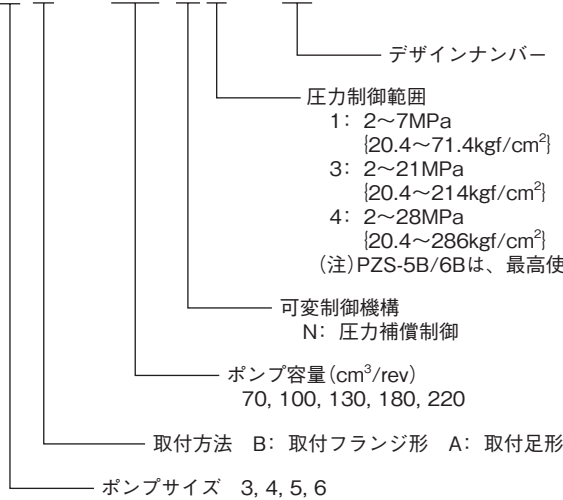 デザインナンバー
圧力制御範囲
1: 2～7MPa
{20.4～71.4kgf/cm²}
3: 2～21MPa
{20.4～214kgf/cm²}
4: 2～28MPa
{20.4～286kgf/cm²}
(注)PZS-5B/6Bは、最高使
可変制御機構
N: 圧力補償制御
ポンプ容量(cm³/rev)
70, 100, 130, 180, 220
取付方法 B: 取付フランジ形 A: 取付足形
ポンプサイズ 3, 4, 5, 6